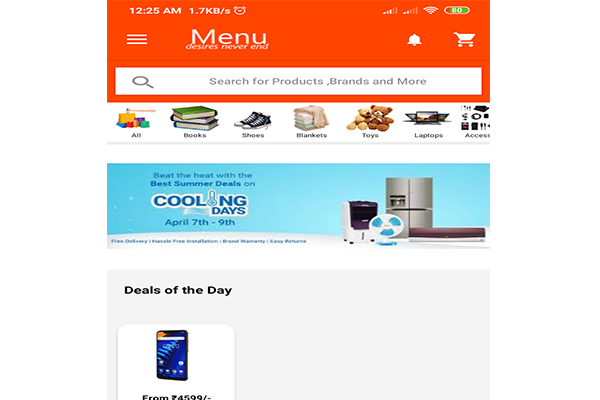 12:25 AM 1.7KB/s 80
Menu
desires never end
Search for Products ,Brands and More
All Books Shoes Blankets Toys Laptops Access
Beat the heat with the
Best Summer Deals on
COOLING
DAYS
April 7th - 9th
Free Delivery | Hassle Free Installation | Brand Warranty | Easy Returns
Deals of the Day
From ₹4599/-